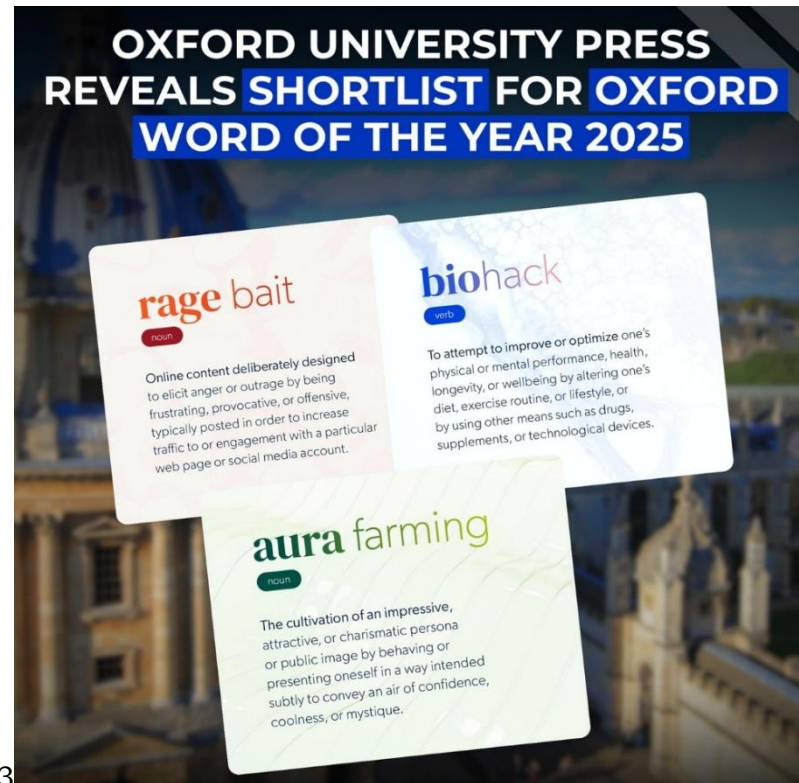 OXFORD UNIVERSITY PRESS
REVEALS SHORTLIST FOR OXFORD
WORD OF THE YEAR 2025
rage bait
noun
Online content deliberately designed
to elicit anger or outrage by being
frustrating, provocative, or offensive,
typically posted in order to increase
traffic to or engagement with a particular
web page or social media account.
biohack
verb
To attempt to improve or optimize one's
physical or mental performance, health,
longevity, or wellbeing by altering one's
diet, exercise routine, or lifestyle, or
by using other means such as drugs,
supplements, or technological devices.
aura farming
noun
The cultivation of an impressive,
attractive, or charismatic persona
or public image by behaving or
presenting oneself in a way intended
subtly to convey an air of confidence,
coolness, or mystique.
3